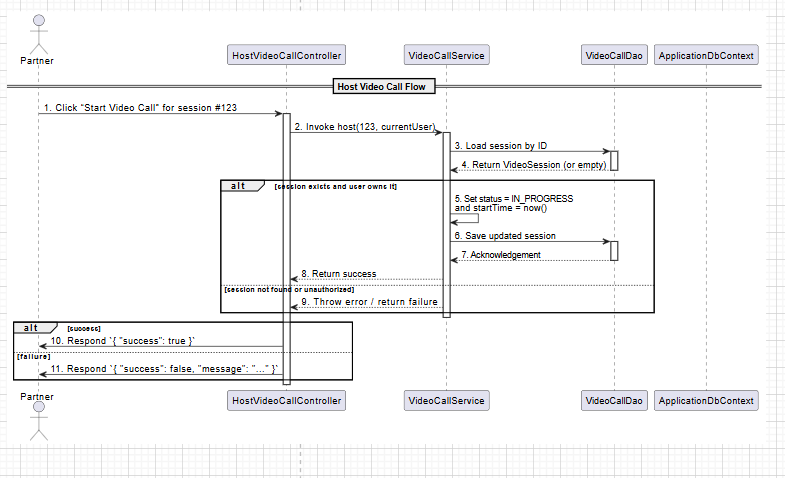 Partner
HostVideoCallController
VideoCallService
VideoCallDao
ApplicationDbContext
Host Video Call Flow
1. Click "Start Video Call" for session #123
2. Invoke host(123, currentUser)
3. Load session by ID
4. Return VideoSession (or empty)
alt
[session exists and user owns it]
5. Set status = IN_PROGRESS
and startTime = now()
6. Save updated session
7. Acknowledgement
8. Return success
[session not found or unauthorized]
9. Throw error / return failure
alt
[success]
10. Respond `{ "success": true }`
[failure]
11. Respond `{ "success": false, "message": "..." }`
Partner
HostVideoCallController
VideoCallService
VideoCallDao
ApplicationDbContext